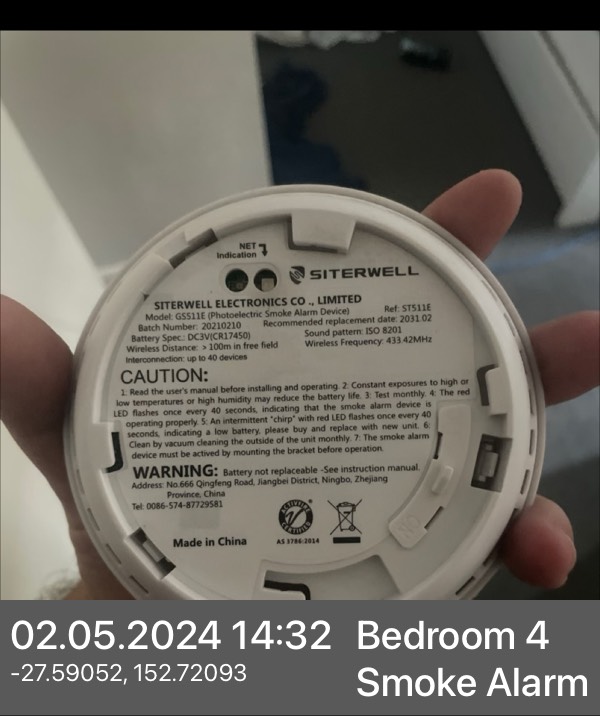 NET
Indication
SITERWELL
SITERWELL ELECTRONICS CO ., LIMITED
Model: GS511E (Photoelectric Smoke Alarm Device) Ref: ST511E
Batch Number: 20210210 Recommended replacement date: 2031.02
Battery Spec.: DC3V(CR17450) Sound pattern: ISO 8201
Wireless Distance: > 100m in free field Wireless Frequency: 433.42MHz
Interconnection: up to 40 devices
CAUTION:
1: Read the user's manual before installing and operating. 2: Constant exposures to high or
low temperatures or high humidity may reduce the battery life. 3: Test monthly. 4: The red
LED flashes once every 40 seconds, indicating that the smoke alarm device is
operating properly. 5: An intermittent "chirp" with red LED flashes once every 40
seconds, indicating a low battery, please buy and replace with new unit. 6:
Clean by vacuum cleaning the outside of the unit monthly. 7: The smoke alarm
device must be actived by mounting the bracket before operation.
WARNING: Battery not replaceable -See instruction manual.
Address: No.666 Qingfeng Road, Jiangbei District, Ningbo, Zhejiang
Province, China
Tel: 0086-574-87729581
Made in China
AS 3786:2014
02.05.2024 14:32
-27.59052, 152.72093
Bedroom 4
Smoke Alarm